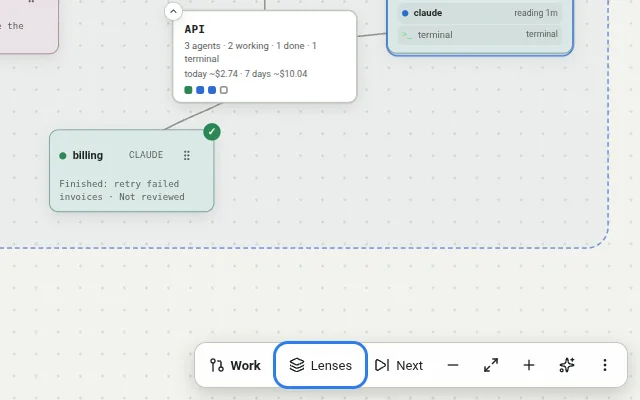 e the
API
3 agents · 2 working · 1 done · 1
terminal
today ~$2.74 · 7 days ~$10.04
claude reading 1m
>_ terminal terminal
billing CLAUDE
Finished: retry failed
invoices · Not reviewed
Work Lenses Next